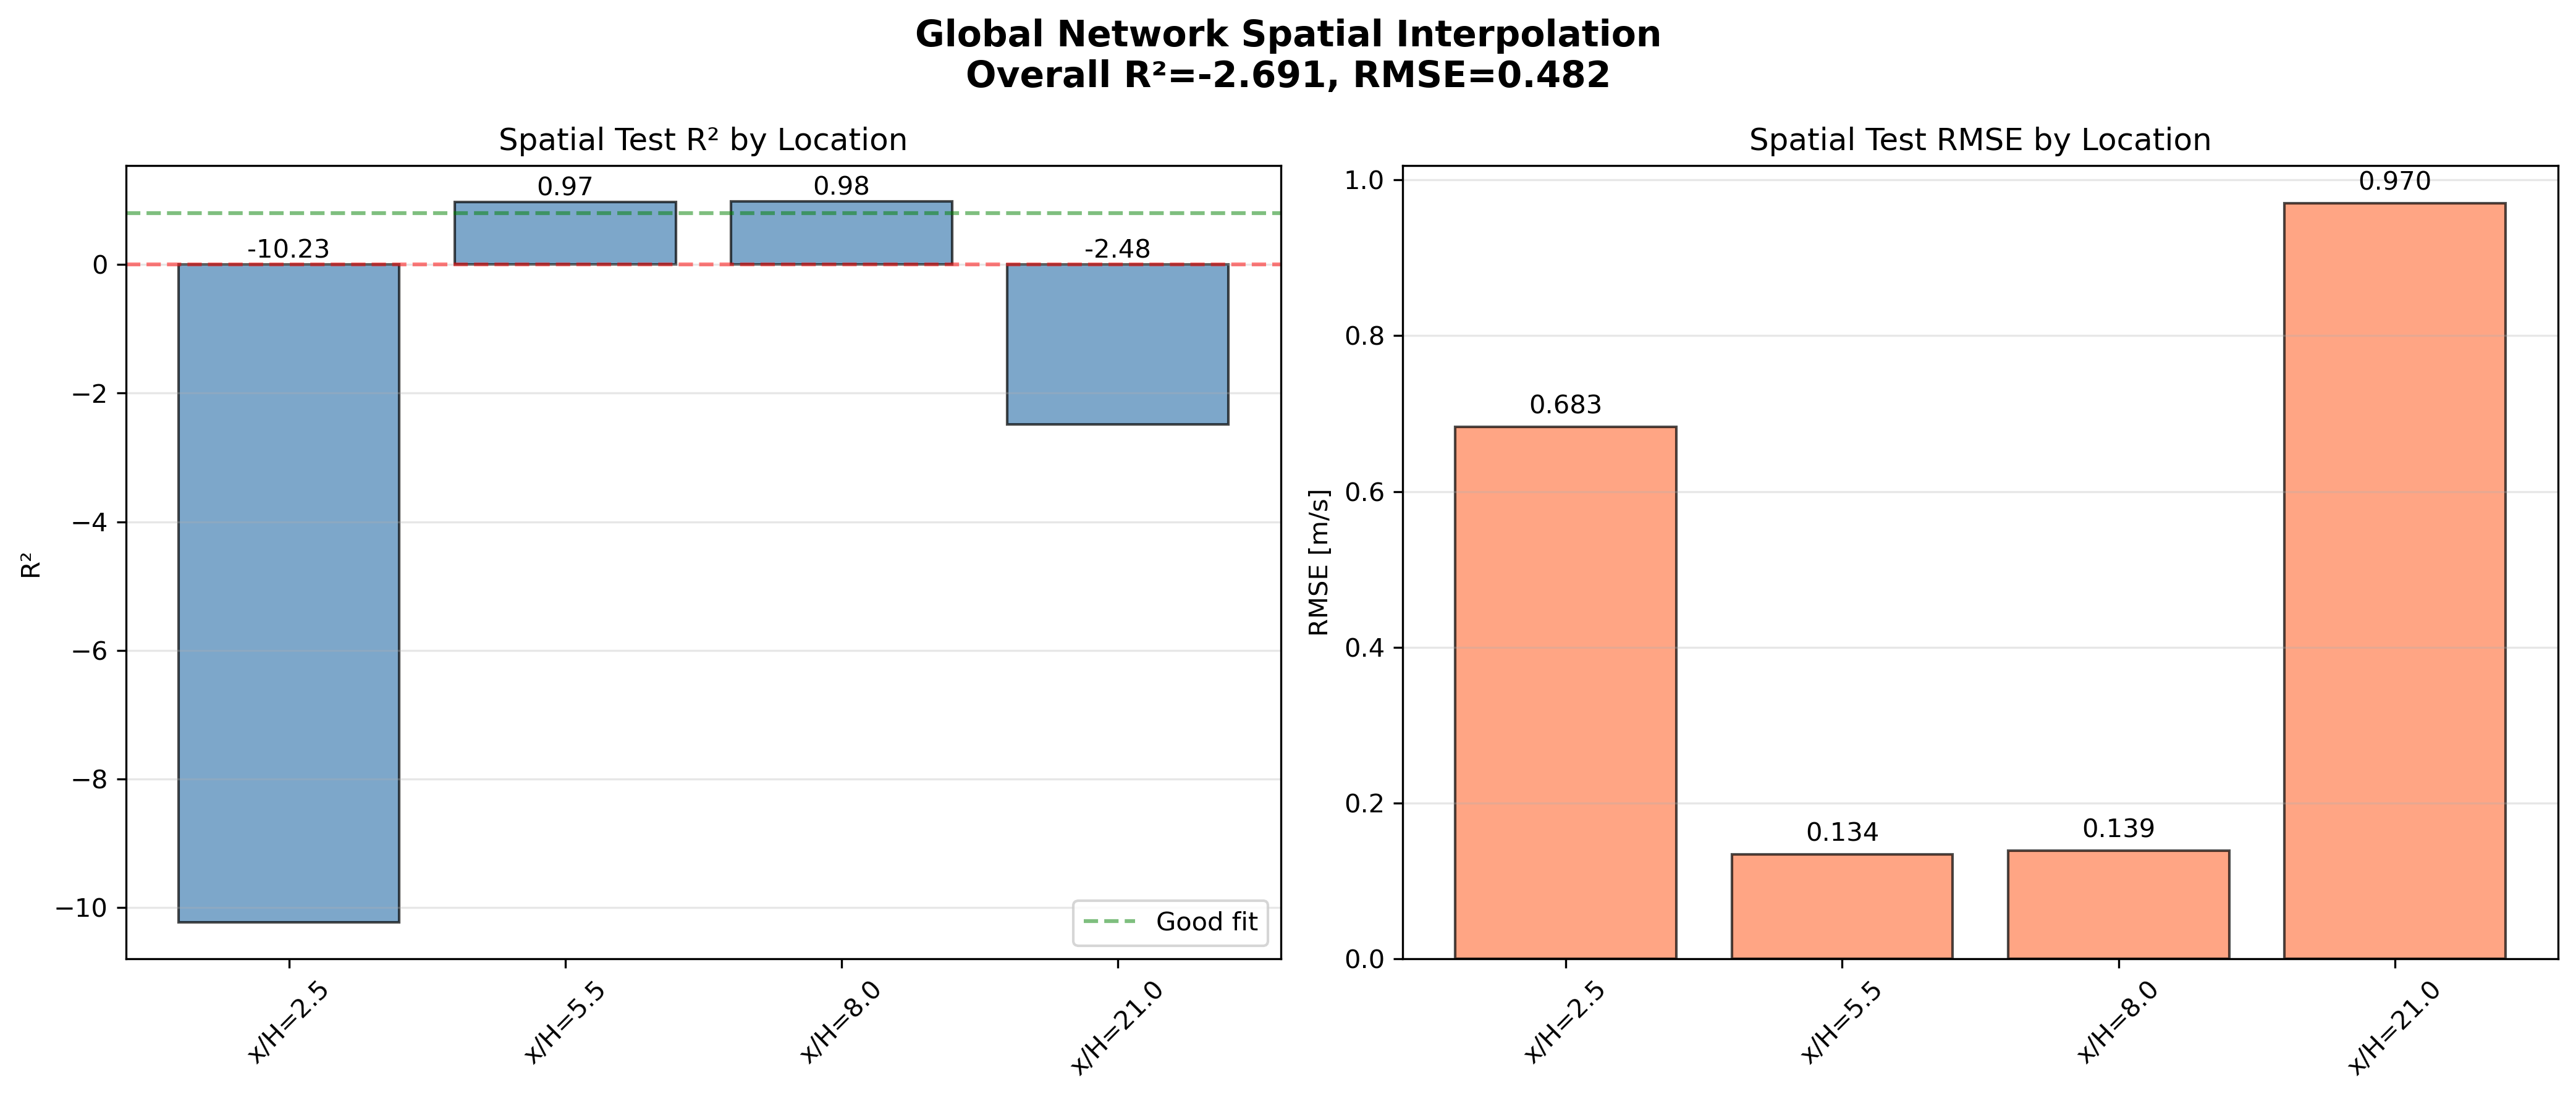 Global Network Spatial Interpolation
Overall R²=-2.691, RMSE=0.482
Spatial Test R² by Location
R²
0
−2
−4
−6
−8
−10
-10.23
0.97
0.98
-2.48
Good fit
x/H=2.5
x/H=5.5
x/H=8.0
x/H=21.0
Spatial Test RMSE by Location
RMSE [m/s]
1.0
0.8
0.6
0.4
0.2
0.0
0.683
0.134
0.139
0.970
x/H=2.5
x/H=5.5
x/H=8.0
x/H=21.0